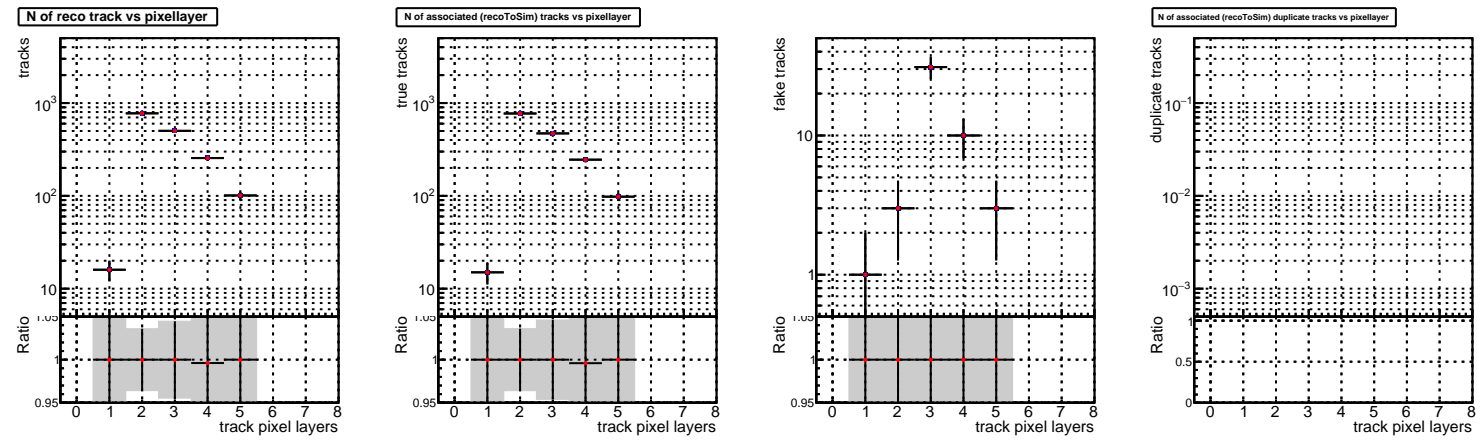 N of reco track vs pixellayer
tracks
10³
10²
10
Ratio
1.05
1
0.95
0 1 2 3 4 5 6 7 8
track pixel layers
N of associated (recoToSim) tracks vs pixellayer
true tracks
10³
10²
10
Ratio
1.05
1
0.95
0 1 2 3 4 5 6 7 8
track pixel layers
fake tracks
10
1
Ratio
1.05
1
0.95
0 1 2 3 4 5 6 7 8
track pixel layers
N of associated (recoToSim) duplicate tracks vs pixellayer
duplicate tracks
10⁻¹
10⁻²
10⁻³
Ratio
1
0.5
0
0 1 2 3 4 5 6 7 8
track pixel layers